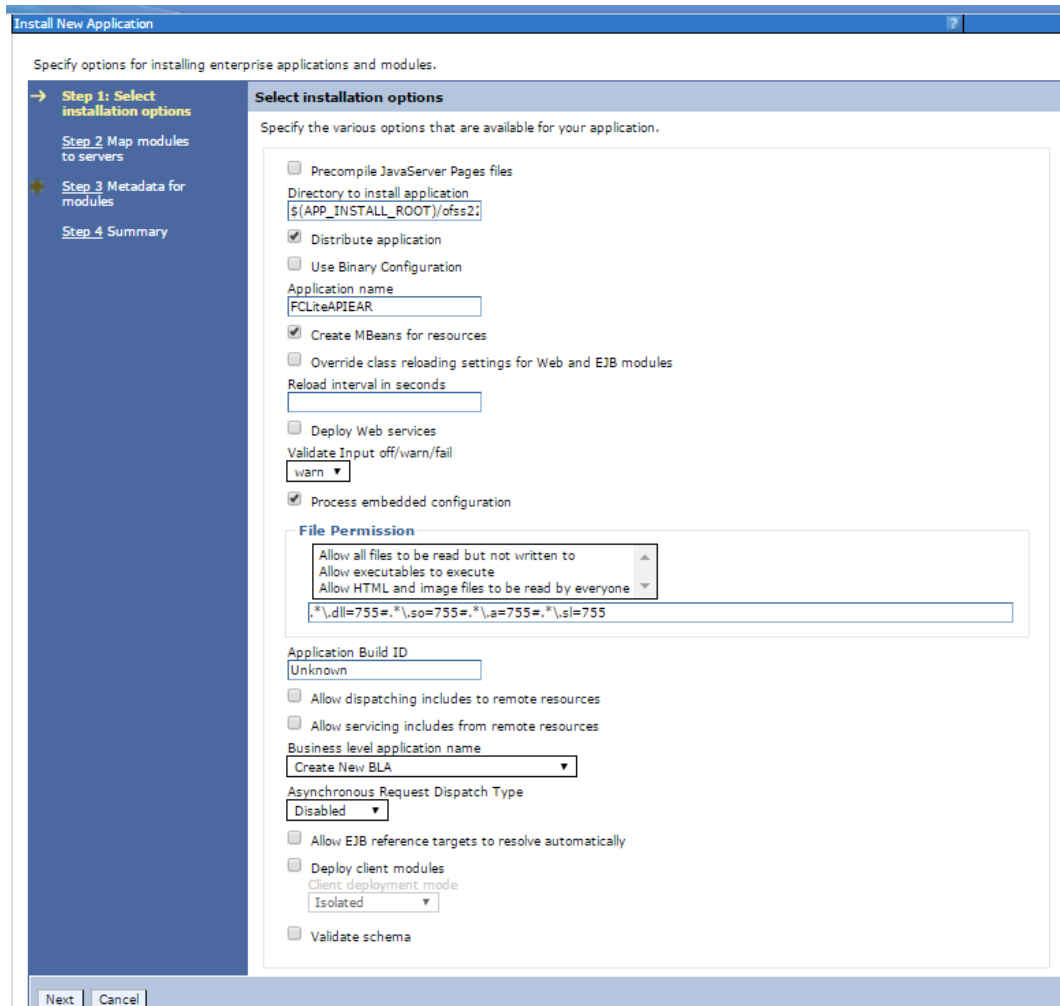 Install New Application
?
Specify options for installing enterprise applications and modules.
Step 1: Select
installation options
Step 2 Map modules
to servers
Step 3 Metadata for
modules
Step 4 Summary
Select installation options
Specify the various options that are available for your application.
Precompile JavaServer Pages files
Directory to install application
$(APP_INSTALL_ROOT)/ofss22
Distribute application
Use Binary Configuration
Application name
FCLiteAPIEAR
Create MBeans for resources
Override class reloading settings for Web and EJB modules
Reload interval in seconds
Deploy Web services
Validate Input off/warn/fail
warn
Process embedded configuration
File Permission
Allow all files to be read but not written to
Allow executables to execute
Allow HTML and image files to be read by everyone
.*\.dll=755#.*\.so=755#.*\.a=755#.*\.sl=755
Application Build ID
Unknown
Allow dispatching includes to remote resources
Allow servicing includes from remote resources
Business level application name
Create New BLA
Asynchronous Request Dispatch Type
Disabled
Allow EJB reference targets to resolve automatically
Deploy client modules
Client deployment mode
Isolated
Validate schema
Next Cancel